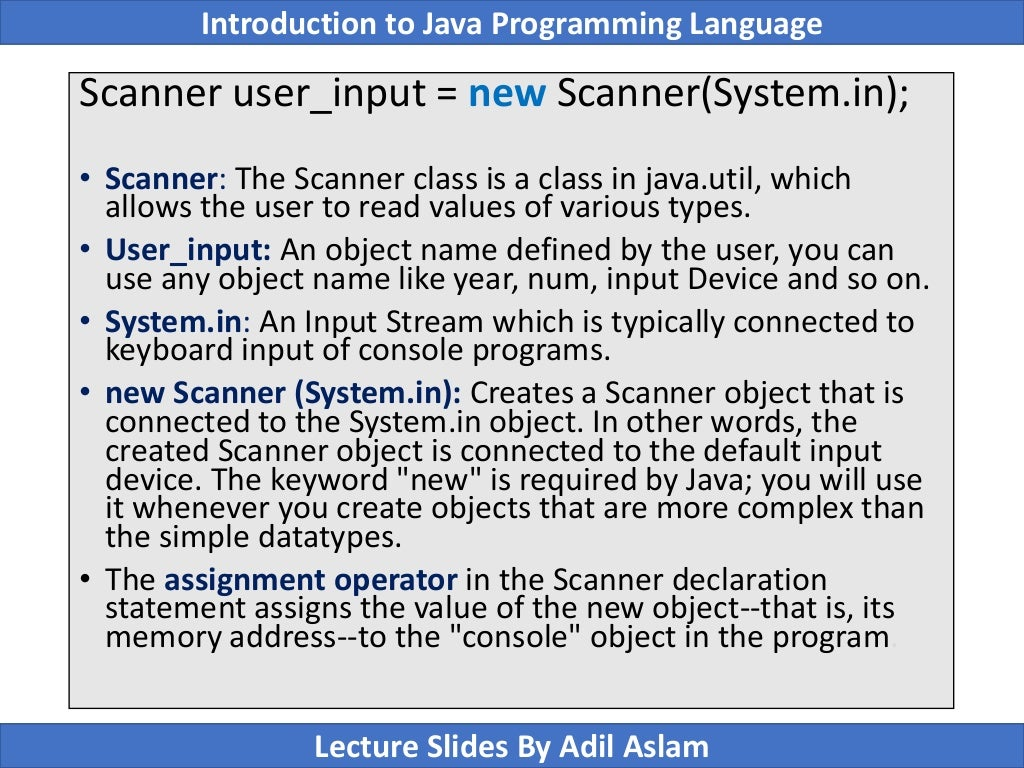 Introduction to Java Programming Language
Scanner user_input = new Scanner(System.in);
• Scanner: The Scanner class is a class in java.util, which
allows the user to read values of various types.
• User_input: An object name defined by the user, you can
use any object name like year, num, input Device and so on.
• System.in: An Input Stream which is typically connected to
keyboard input of console programs.
• new Scanner (System.in): Creates a Scanner object that is
connected to the System.in object. In other words, the
created Scanner object is connected to the default input
device. The keyword "new" is required by Java; you will use
it whenever you create objects that are more complex than
the simple datatypes.
• The assignment operator in the Scanner declaration
statement assigns the value of the new object--that is, its
memory address--to the "console" object in the program.
Lecture Slides By Adil Aslam